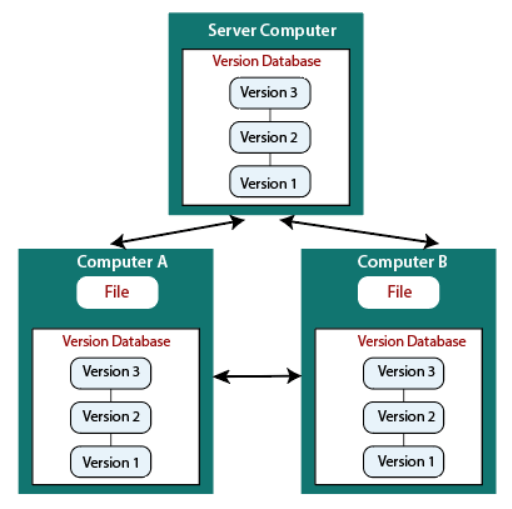 Server Computer
Version Database
Version 3
Version 2
Version 1
Computer A
File
Version Database
Version 3
Version 2
Version 1
Computer B
File
Version Database
Version 3
Version 2
Version 1